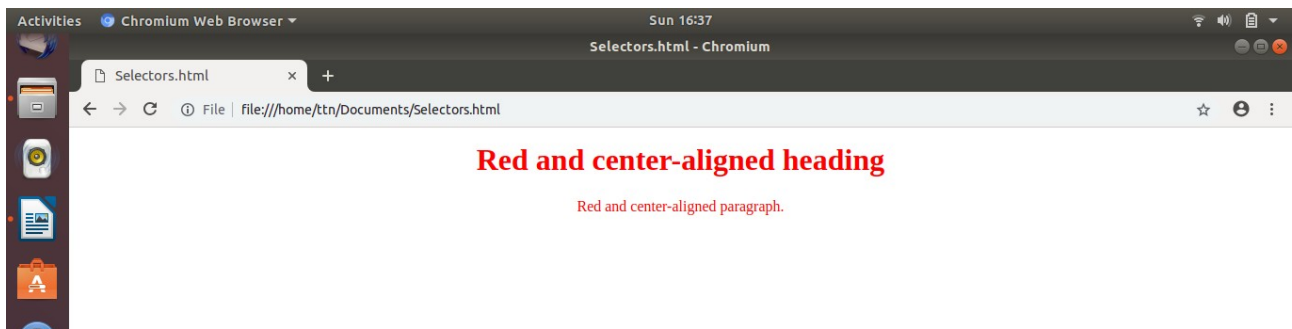 Activities Chromium Web Browser Sun 16:37
Selectors.html - Chromium
Selectors.html × +
File | file:///home/ttn/Documents/Selectors.html
Red and center-aligned heading
Red and center-aligned paragraph.